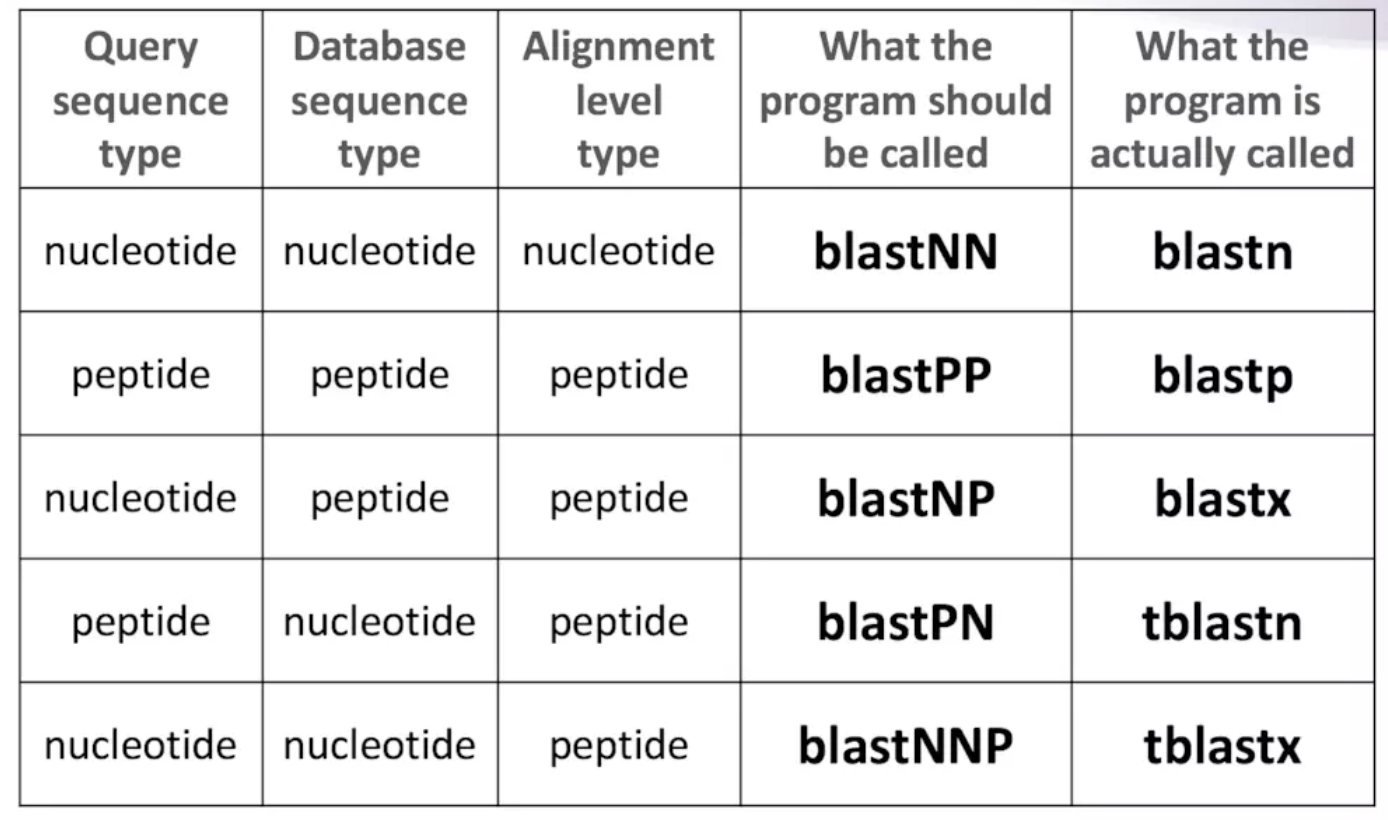 Query sequence type
Database sequence type
Alignment level type
What the program should be called
What the program is actually called
nucleotide nucleotide nucleotide blastNN blastn
peptide peptide peptide blastPP blastp
nucleotide peptide peptide blastNP blastx
peptide nucleotide peptide blastPN tblastn
nucleotide nucleotide peptide blastNNP tblastx